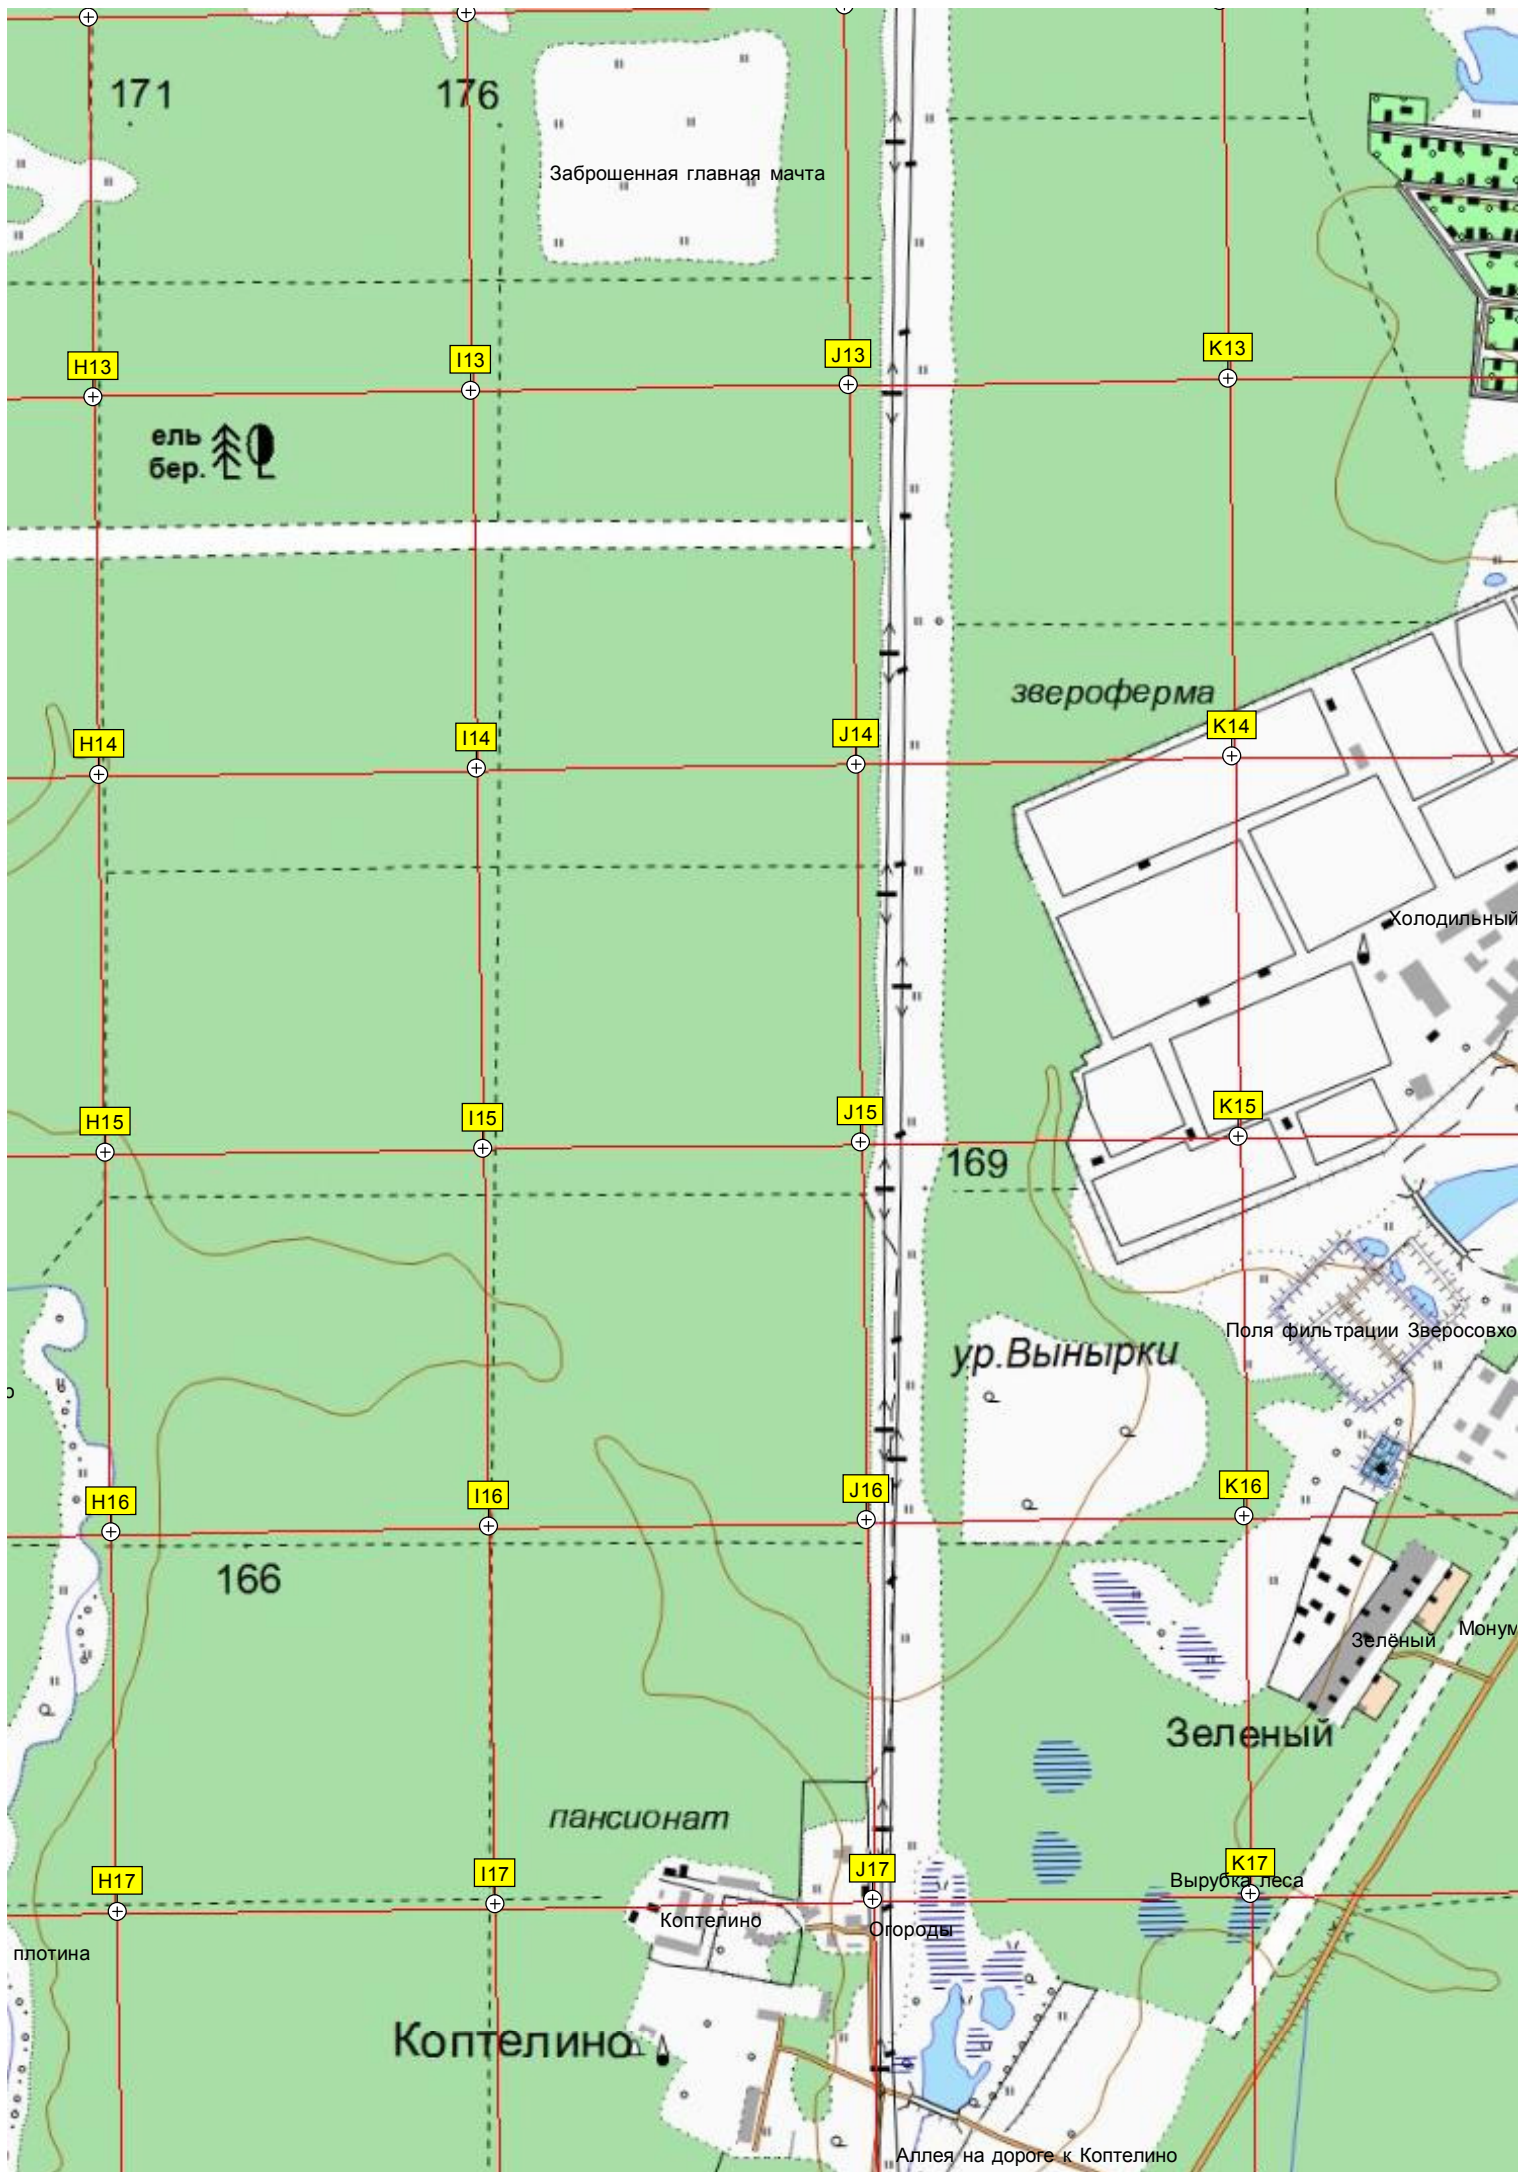 171
176
Заброшенная главная мачта
H13
I13
J13
K13
ель
бер.
звероферма
H14
I14
J14
K14
Холодильный
H15
I15
J15
K15
169
Поля фильтрации Зверосовхо
ур.Вынырки
о
H16
I16
J16
K16
166
Зелёный
Монум
Зеленый
пансионат
H17
I17
J17
K17
Вырубка леса
Коптелино
Огороды
плотина
Коптелино
Аллея на дороге к Коптелино